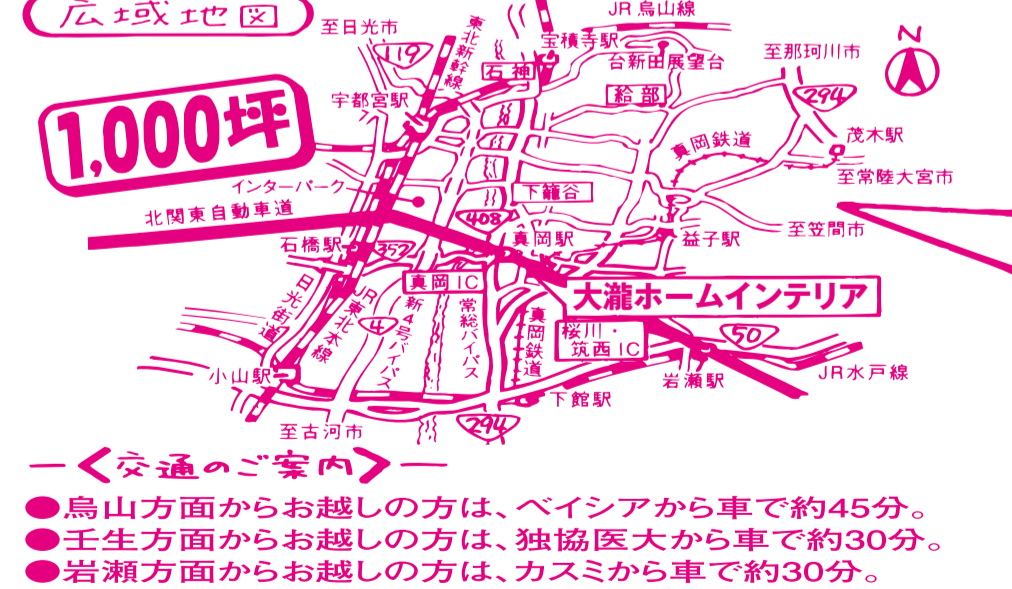 広域地図
JR烏山線
至日光市
東北新幹線
宝積寺駅
119
石神
台新田展望台
至那珂川市
N
宇都宮駅
給部
294
1,000坪
真岡鉄道
茂木駅
至常陸大宮市
インターパーク
下籠谷
北関東自動車道
408
石橋駅
352
真岡駅
益子駅
至笠間市
真岡IC
大瀧ホームインテリア
日光街道
JR東北本線
4
新4号バイパス
常総バイパス
真岡鉄道
桜川・
筑西IC
50
小山駅
岩瀬駅
JR水戸線
下館駅
294
至古河市
ー<交通のご案内>ー
●烏山方面からお越しの方は、ベイシアから車で約45分。
●壬生方面からお越しの方は、独協医大から車で約30分。
●岩瀬方面からお越しの方は、カスミから車で約30分。